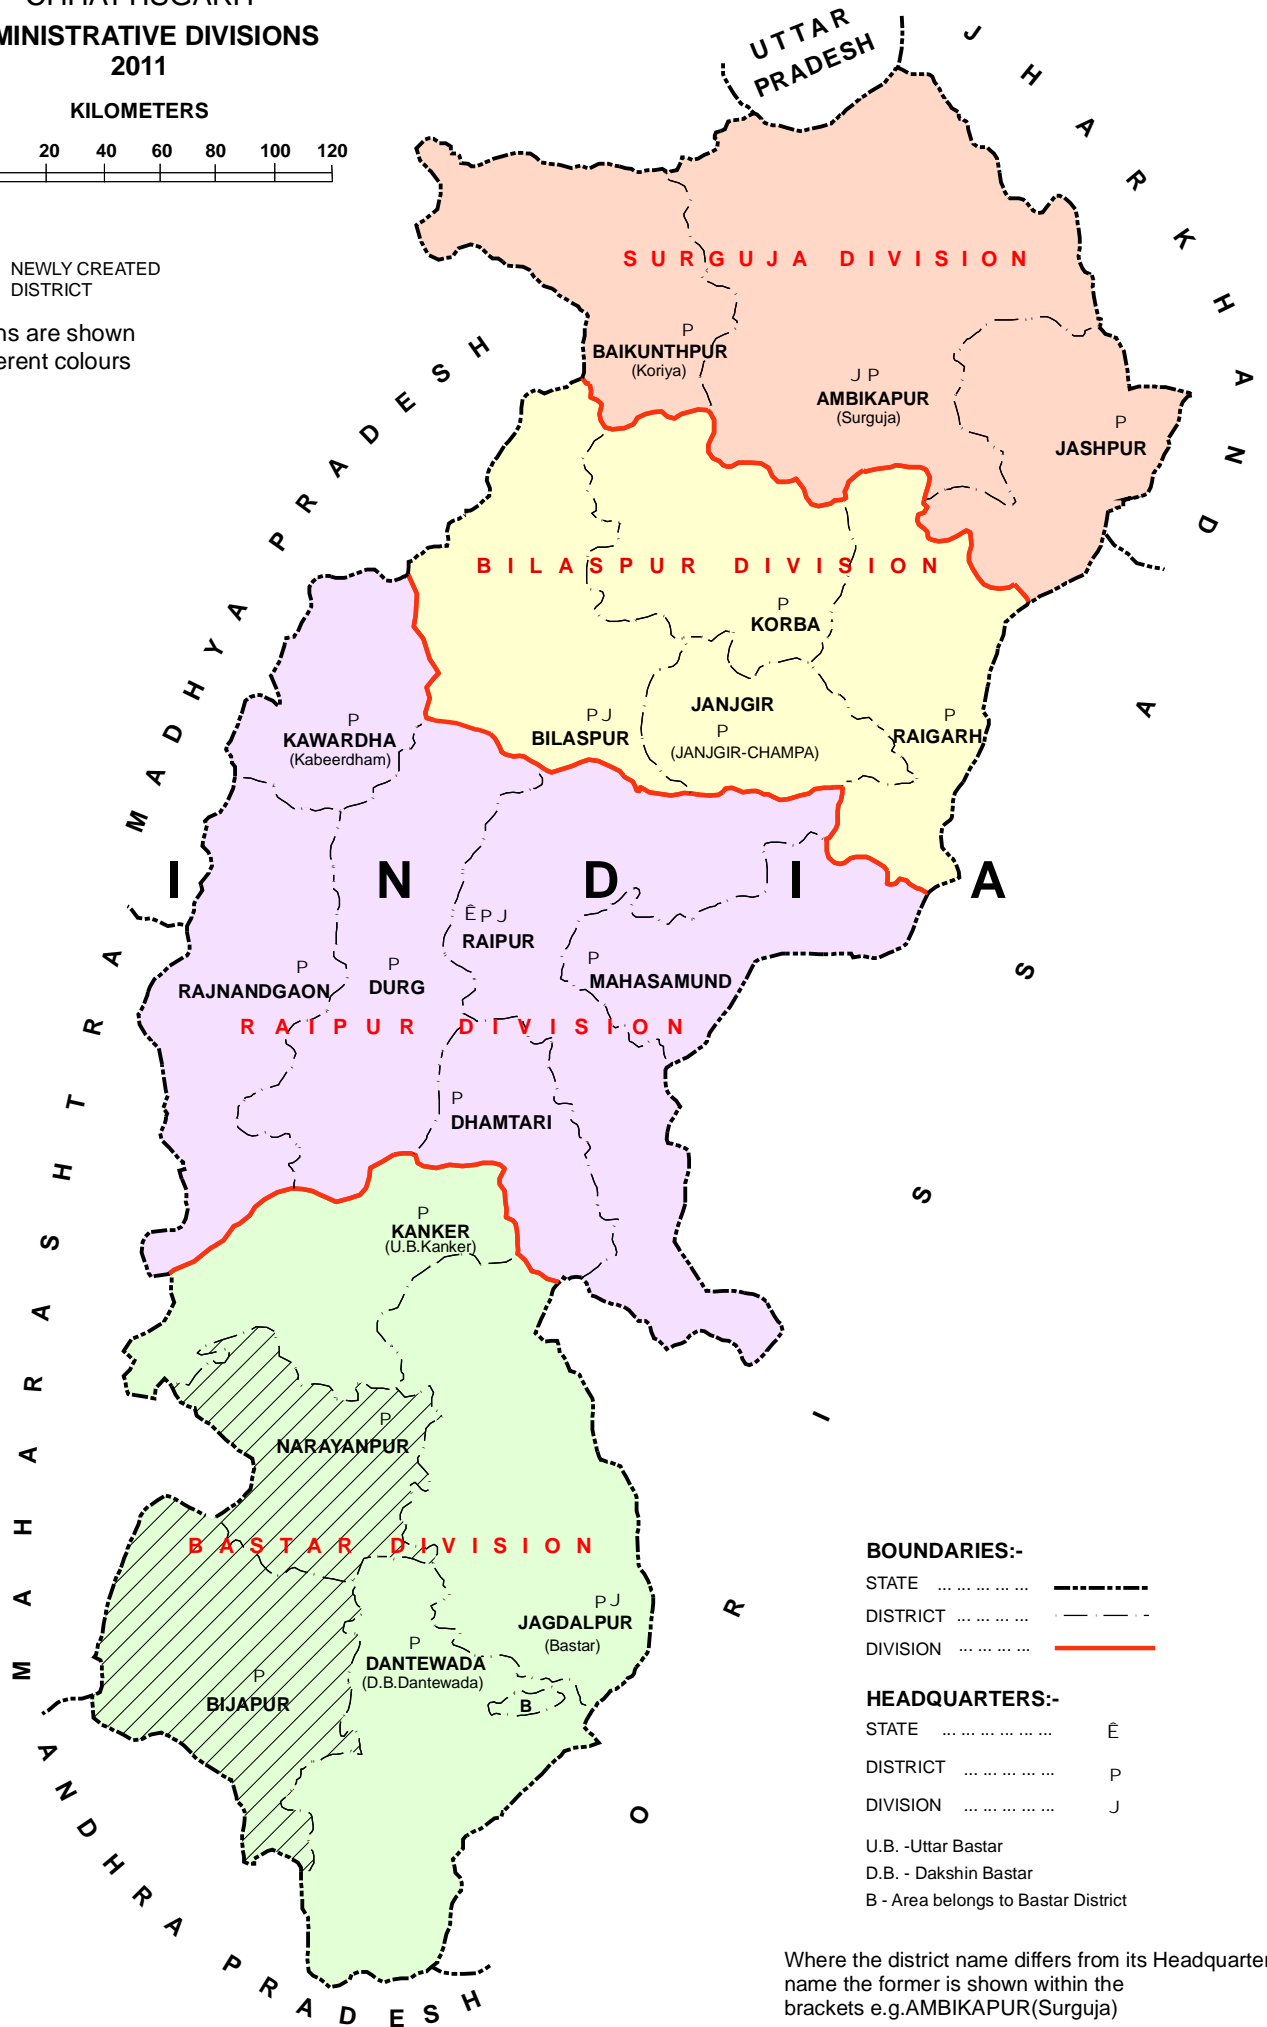 MINISTRATIVE DIVISIONS
2011
KILOMETERS
20 40 60 80 100 120
NEWLY CREATED
DISTRICT
ns are shown
erent colours
UTTAR
PRADESH
JHARKHAND
MADHYA PRADESH
SURGUJA DIVISION
P
BAIKUNTHPUR
(Koriya)
J P
AMBIKAPUR
(Surguja)
P
JASHPUR
BILASPUR DIVISION
P
KORBA
JANJGIR
P
(JANJGIR-CHAMPA)
P J
BILASPUR
P
RAIGARH
P
KAWARDHA
(Kabeerdham)
INDIA
Ê P J
RAIPUR
P
MAHASAMUND
P
RAJNANDGAON
P
DURG
RAIPUR DIVISION
P
DHAMTARI
MAHARASHTRA
ORISSA
P
KANKER
(U.B.Kanker)
P
NARAYANPUR
BASTAR DIVISION
P J
JAGDALPUR
(Bastar)
P
DANTEWADA
(D.B.Dantewada)
B
P
BIJAPUR
ANDHRA PRADESH
BOUNDARIES:-
STATE ... ... ... ... ...
DISTRICT ... ... ... ...
DIVISION ... ... ... ...
HEADQUARTERS:-
STATE ... ... ... ... ... ... Ê
DISTRICT ... ... ... ... ... P
DIVISION ... ... ... ... ... J
U.B. -Uttar Bastar
D.B. - Dakshin Bastar
B - Area belongs to Bastar District
Where the district name differs from its Headquarter
name the former is shown within the
brackets e.g.AMBIKAPUR(Surguja)